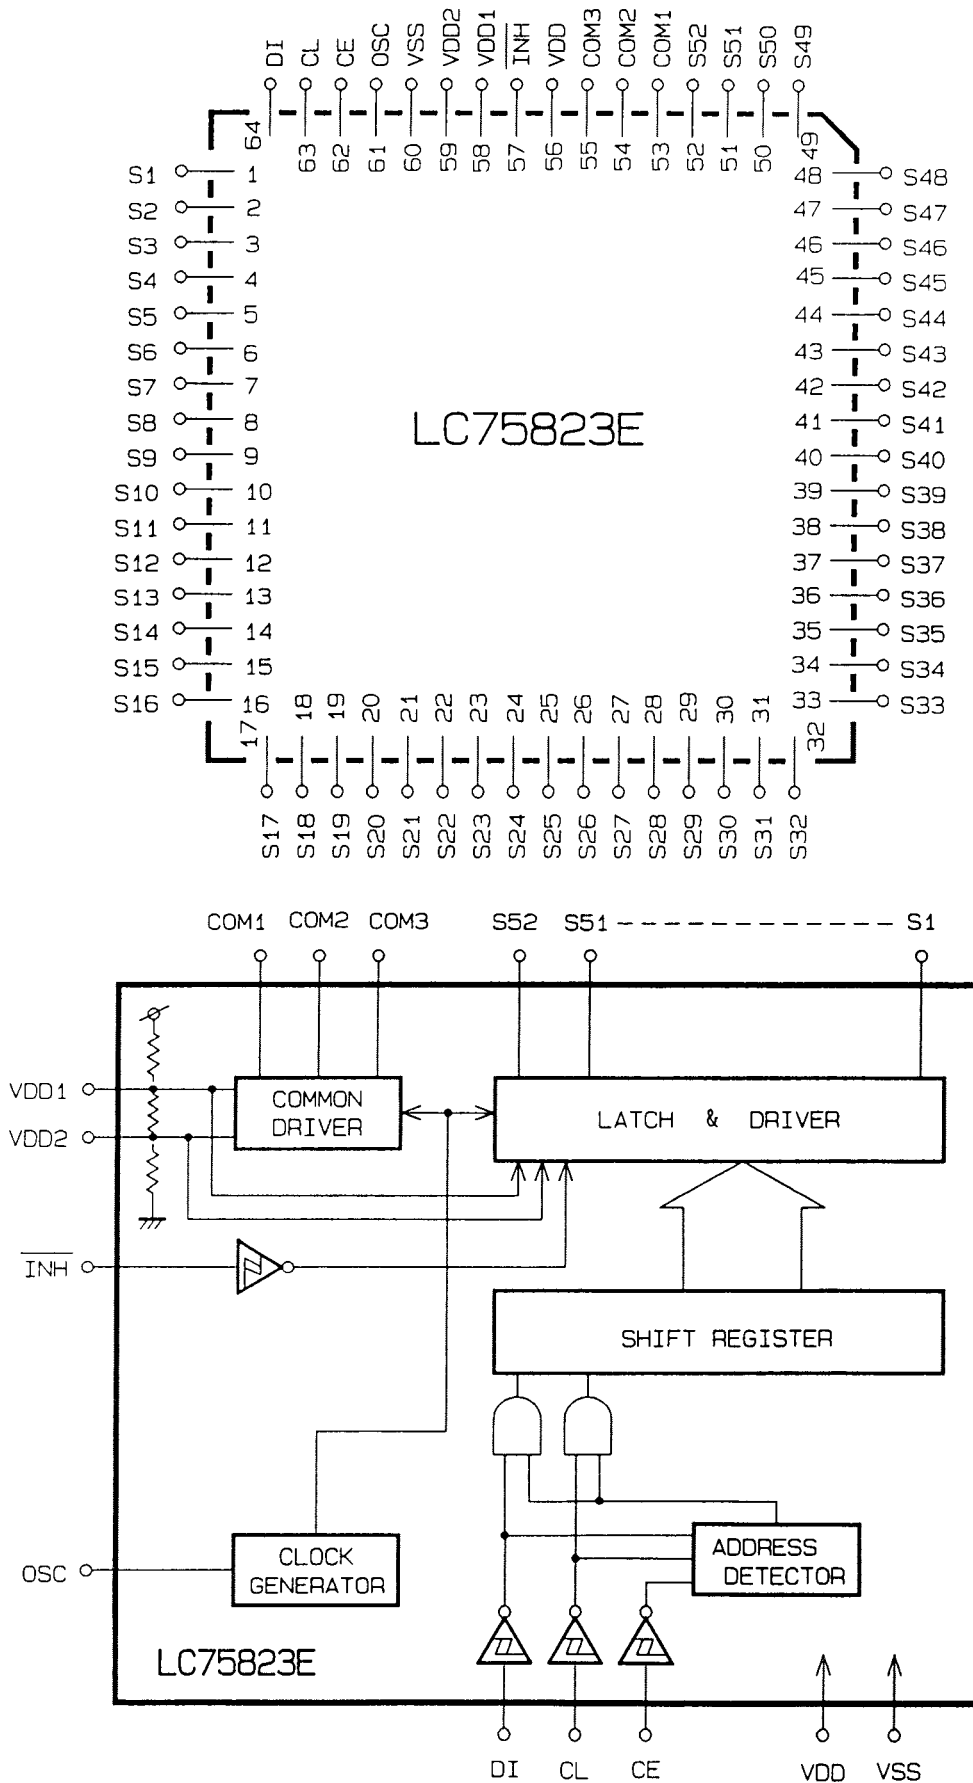 DI CL CE OSC VSS VDD2 VDD1 INH VDD COM3 COM2 COM1 S52 S51 S50 S49
64 63 62 61 60 59 58 57 56 55 54 53 52 51 50 49
S1 1 48 S48
S2 2 47 S47
S3 3 46 S46
S4 4 45 S45
S5 5 44 S44
S6 6 43 S43
S7 7 42 S42
S8 8 41 S41
LC75823E
S9 9 40 S40
S10 10 39 S39
S11 11 38 S38
S12 12 37 S37
S13 13 36 S36
S14 14 35 S35
S15 15 34 S34
S16 16 33 S33
17 18 19 20 21 22 23 24 25 26 27 28 29 30 31 32
S17 S18 S19 S20 S21 S22 S23 S24 S25 S26 S27 S28 S29 S30 S31 S32
COM1 COM2 COM3 S52 S51 S1
VDD1
COMMON
DRIVER
LATCH & DRIVER
VDD2
INH
SHIFT REGISTER
OSC
CLOCK
GENERATOR
ADDRESS
DETECTOR
LC75823E
DI CL CE VDD VSS